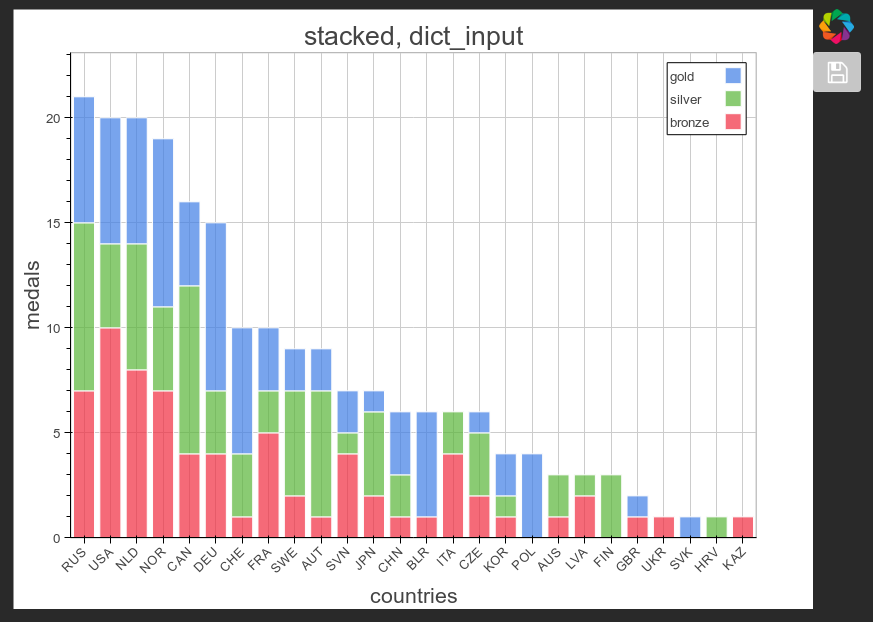 stacked, dict_input
gold
silver
bronze
medals
20
15
10
5
0
RUS USA NLD NOR CAN DEU CHE FRA SWE AUT SVN JPN CHN BLR ITA CZE KOR POL AUS LVA FIN GBR UKR SVK HRV KAZ
countries